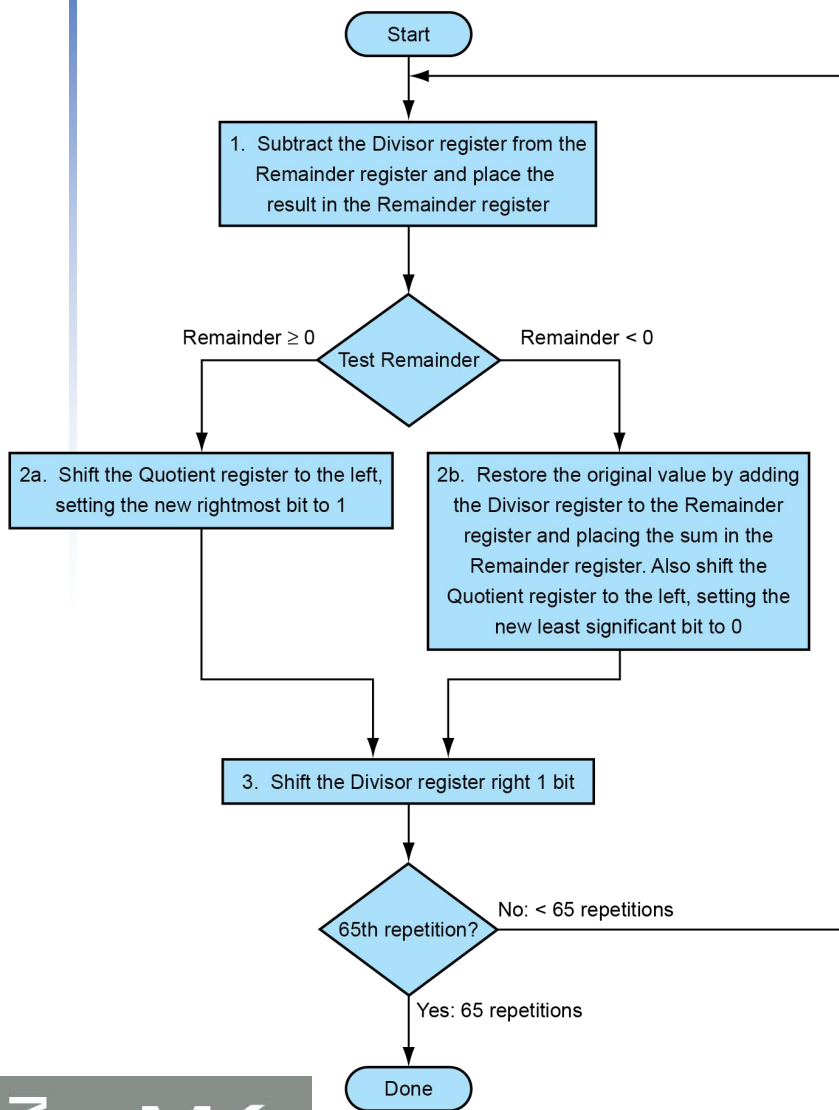 Start
1. Subtract the Divisor register from the
Remainder register and place the
result in the Remainder register
Remainder ≥ 0
Remainder < 0
Test Remainder
2a. Shift the Quotient register to the left,
setting the new rightmost bit to 1
2b. Restore the original value by adding
the Divisor register to the Remainder
register and placing the sum in the
Remainder register. Also shift the
Quotient register to the left, setting the
new least significant bit to 0
3. Shift the Divisor register right 1 bit
65th repetition?
No: < 65 repetitions
Yes: 65 repetitions
Done